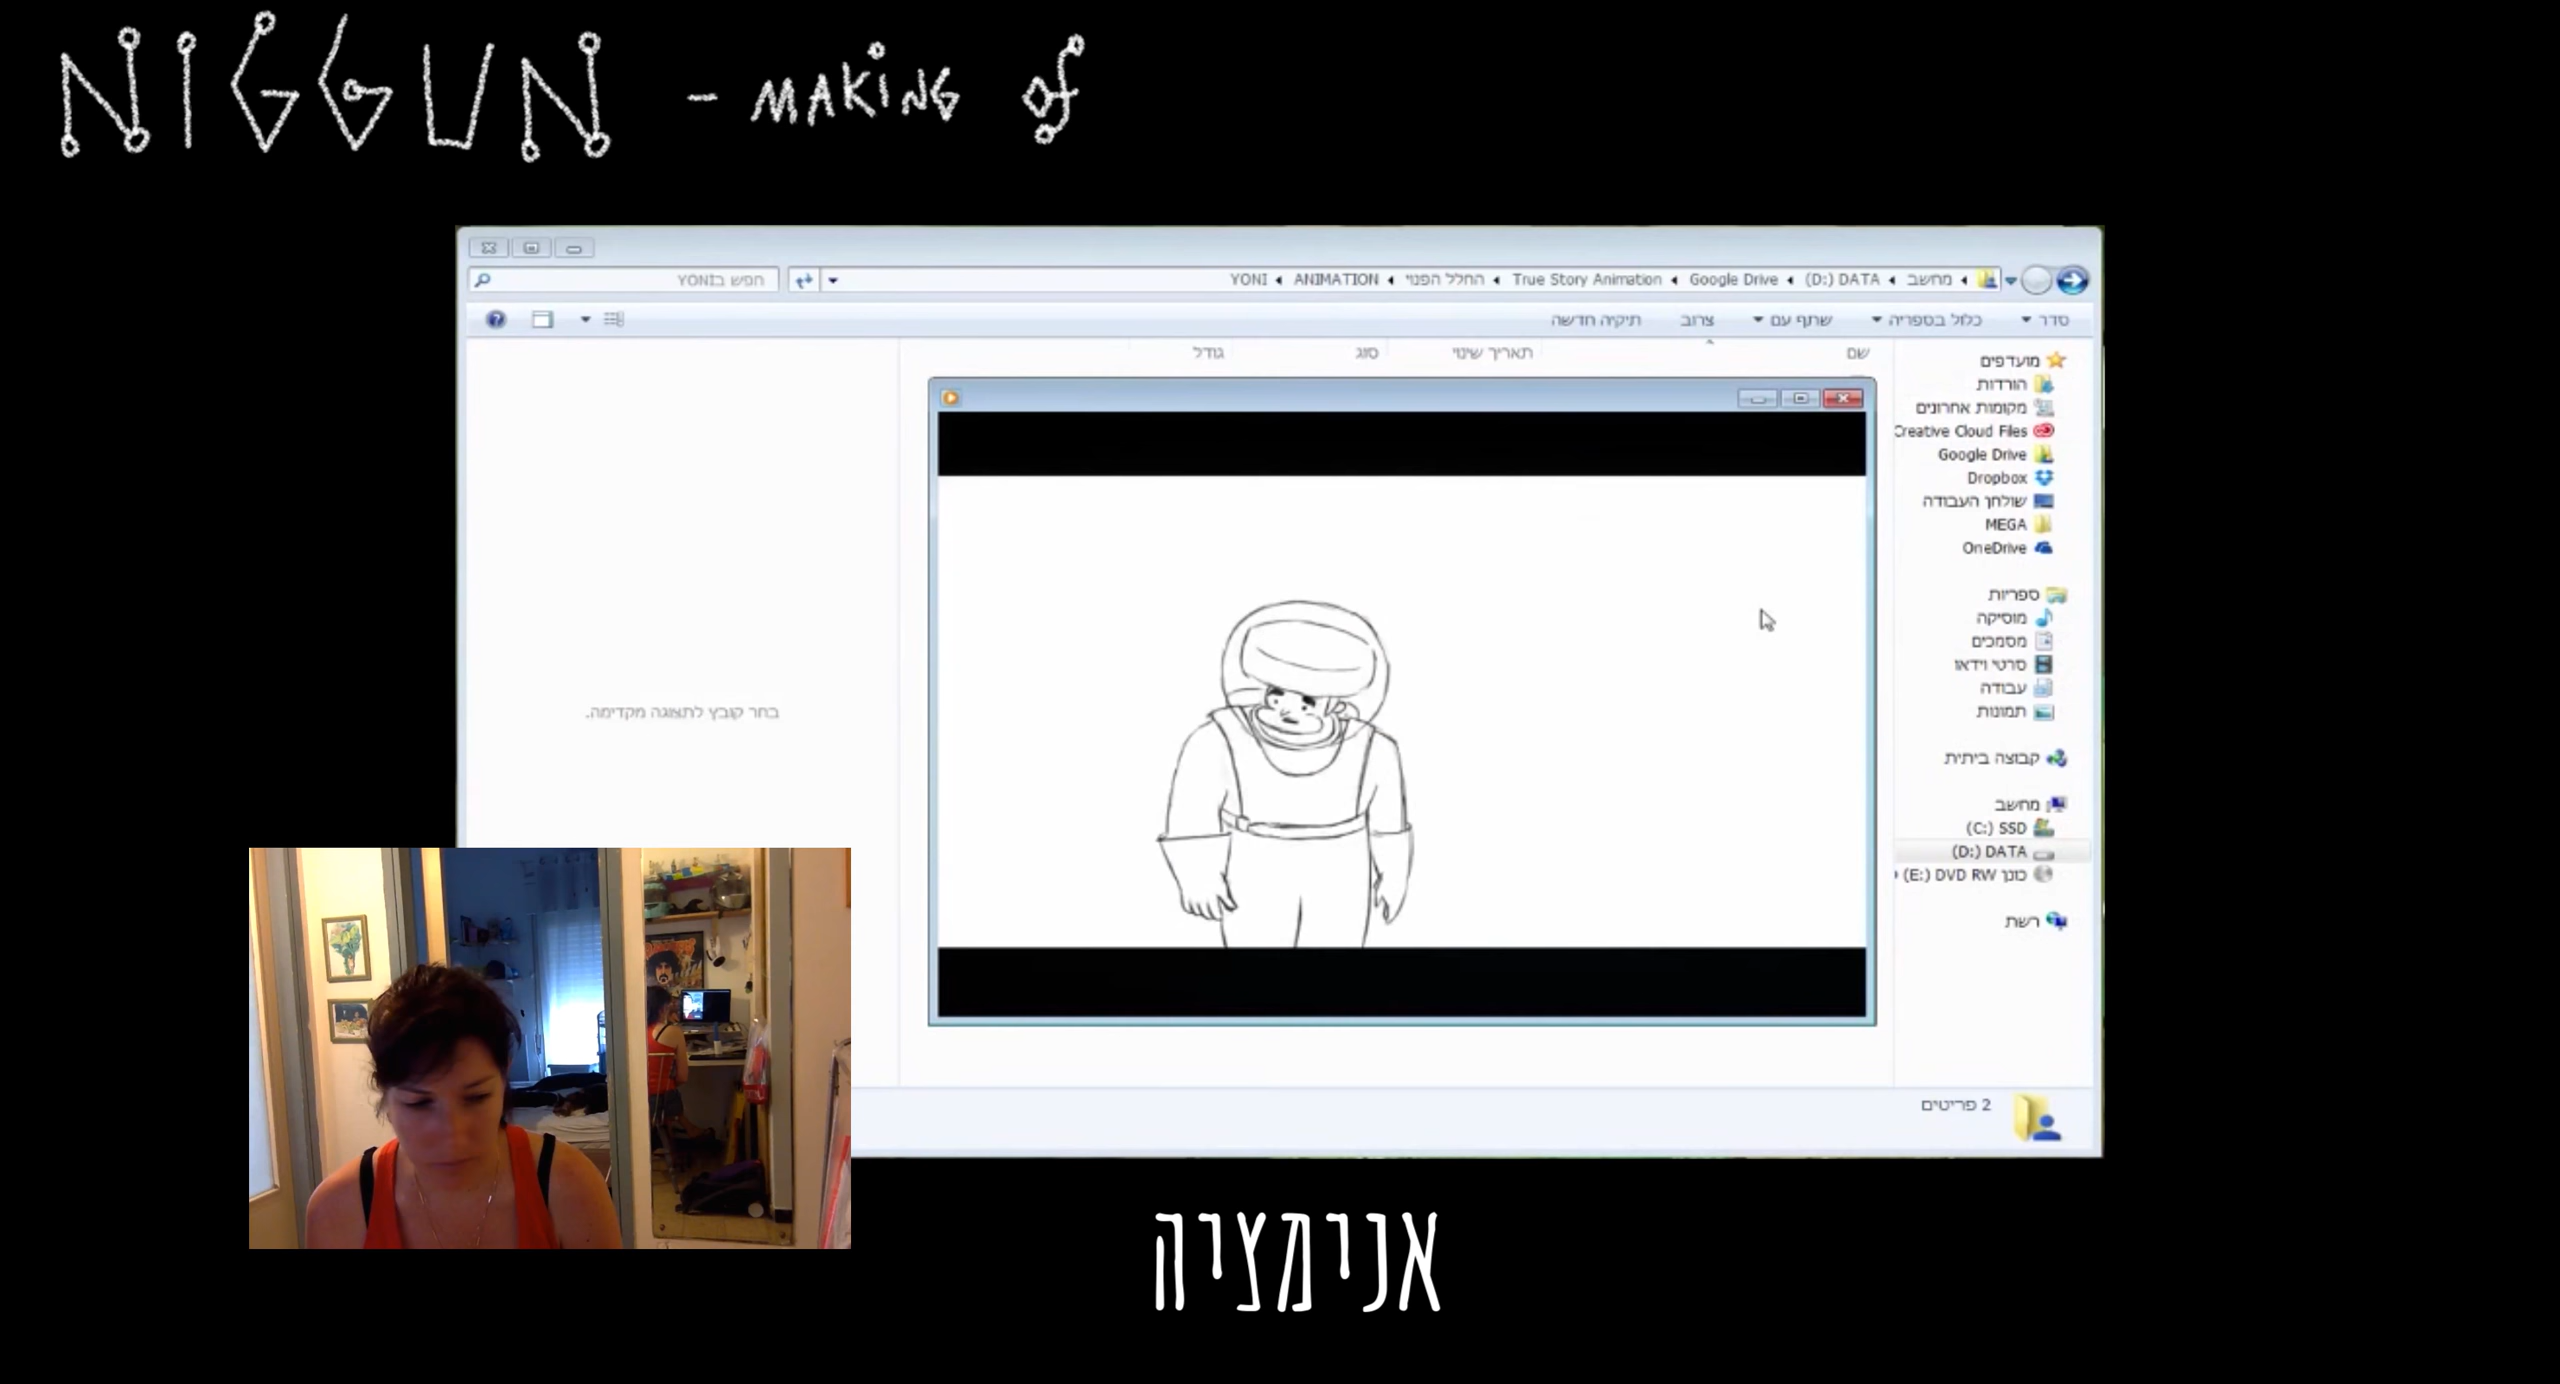 NIGGUN - MAKING of
YONI ◂ ANIMATION ◂ החלל הפנוי ◂ True Story Animation ◂ Google Drive ◂ (D:) DATA ◂ מחשב
חפש בYONI
סדר
כלול בספריה
שתף עם
צרוב
תיקיה חדשה
שם
תאריך שינוי
סוג
גודל
מועדפים
הורדות
מקומות אחרונים
Creative Cloud Files
Google Drive
Dropbox
שולחן העבודה
MEGA
OneDrive
ספריות
מוסיקה
מסמכים
סרטי וידאו
עבודה
תמונות
קבוצה ביתית
מחשב
(C:) SSD
(D:) DATA
כונן DVD RW (E:)
רשת
בחר קובץ לתצוגה מקדימה.
2 פריטים
אנימציה